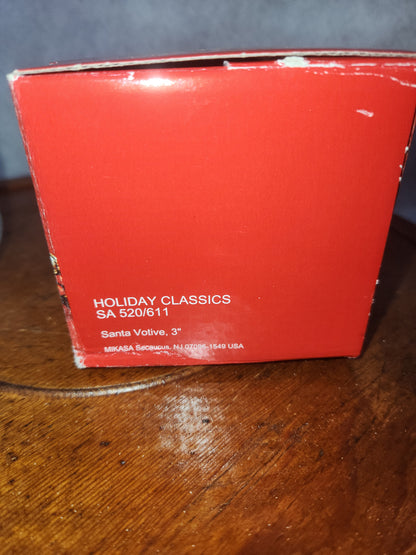 HOLIDAY CLASSICS
SA 520/611
Santa Votive, 3"
MIKASA Secaucus, NJ 07096-1549 USA